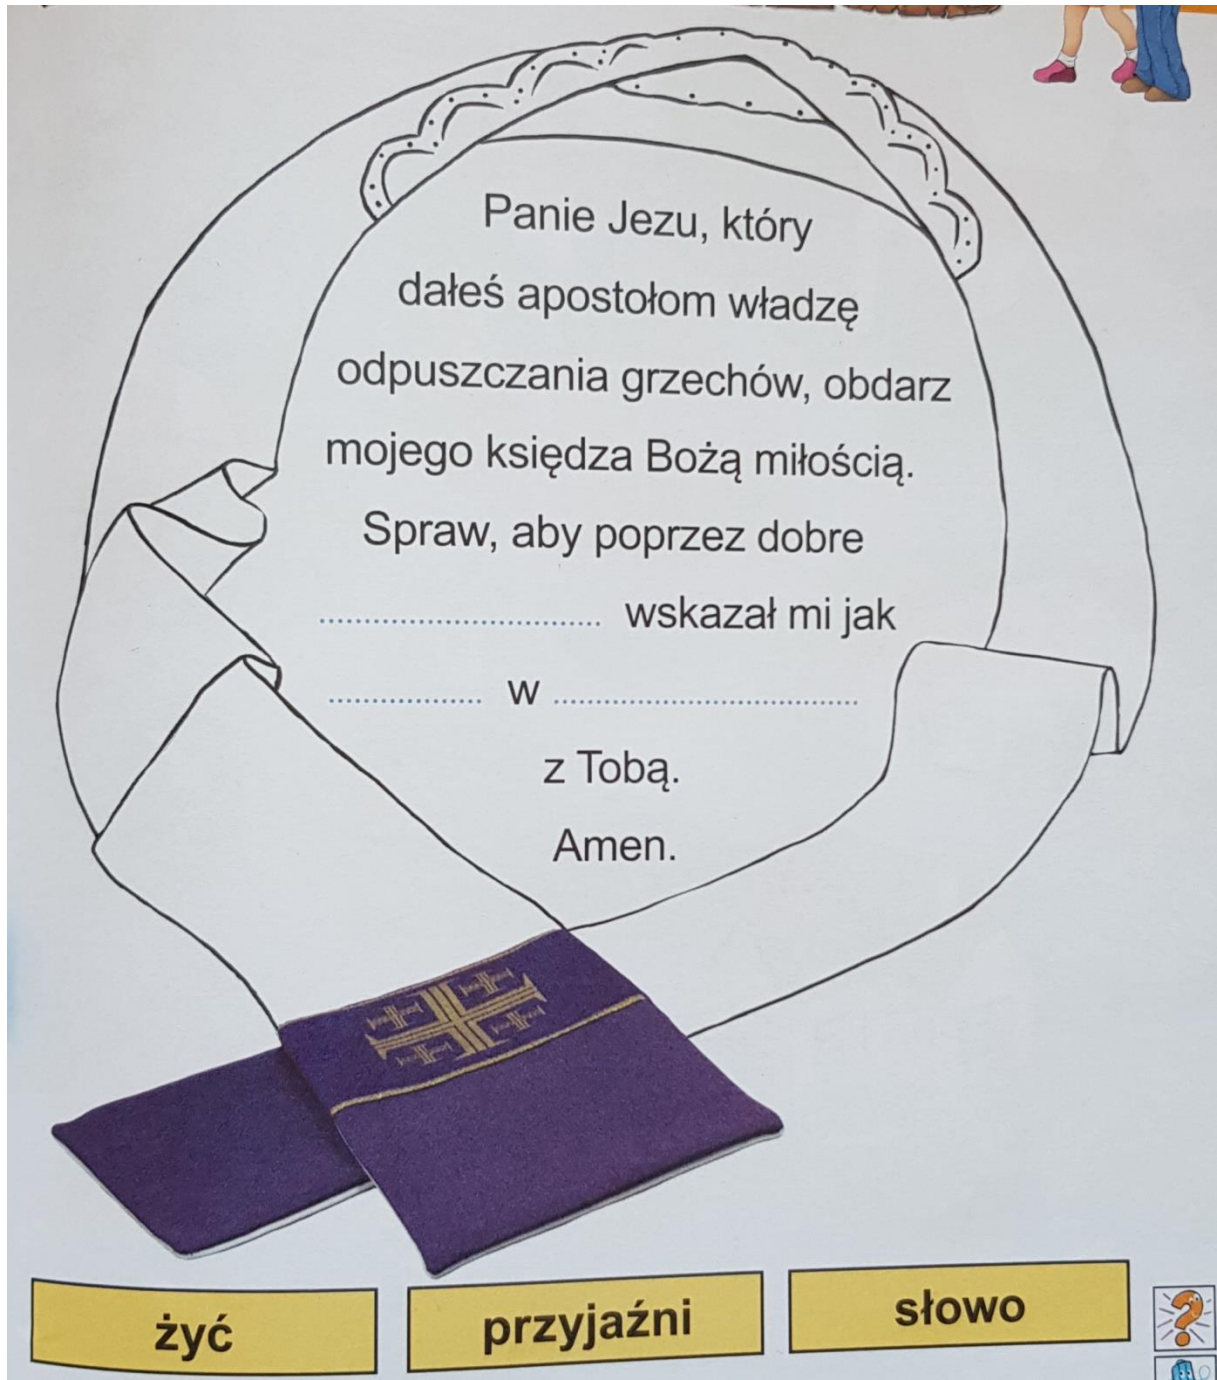 Panie Jezu, który
dałeś apostołom władzę
odpuszczania grzechów, obdarz
mojego księdza Bożą miłością.
Spraw, aby poprzez dobre
............................... wskazał mi jak
................. w ..................................
z Tobą.
Amen.
żyć
przyjaźni
słowo